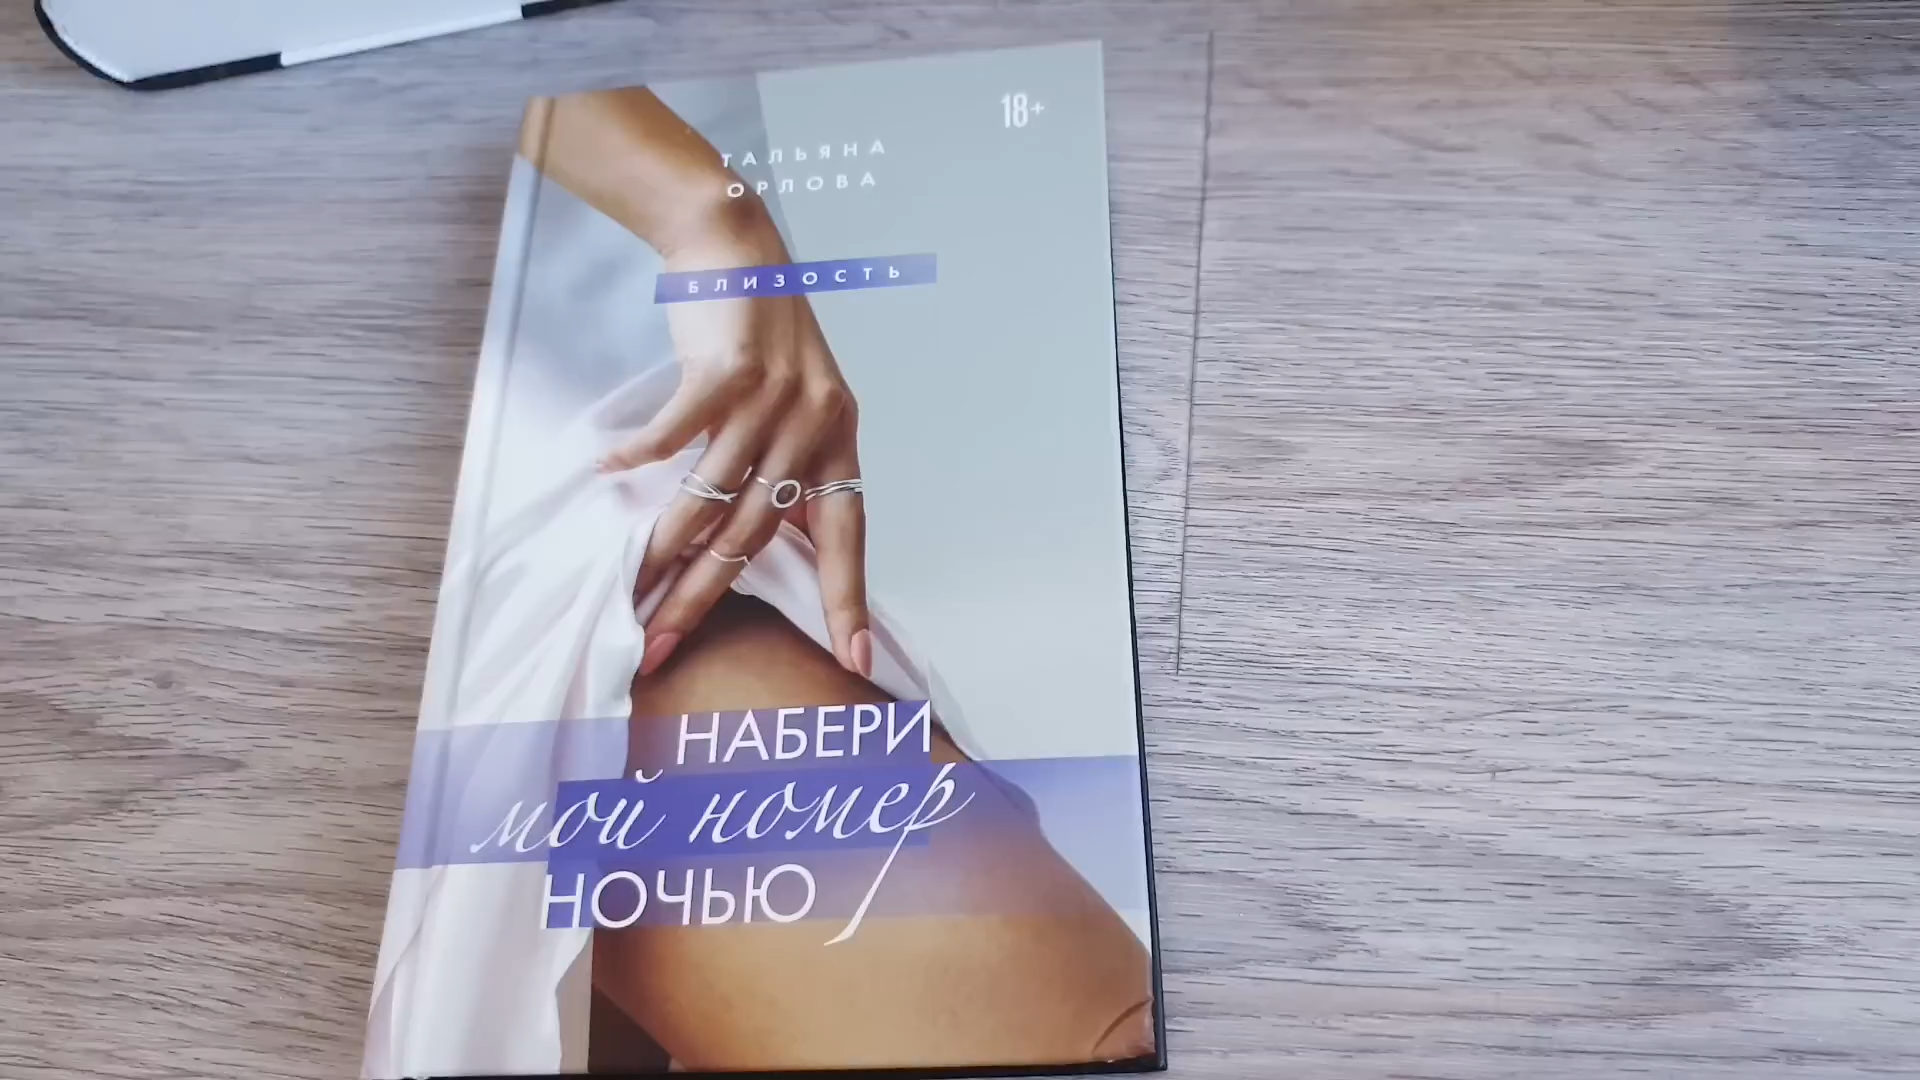 18+
ТАЛЬЯНА
ОРЛОВА
БЛИЗОСТЬ
НАБЕРИ
мой номер
НОЧЬЮ